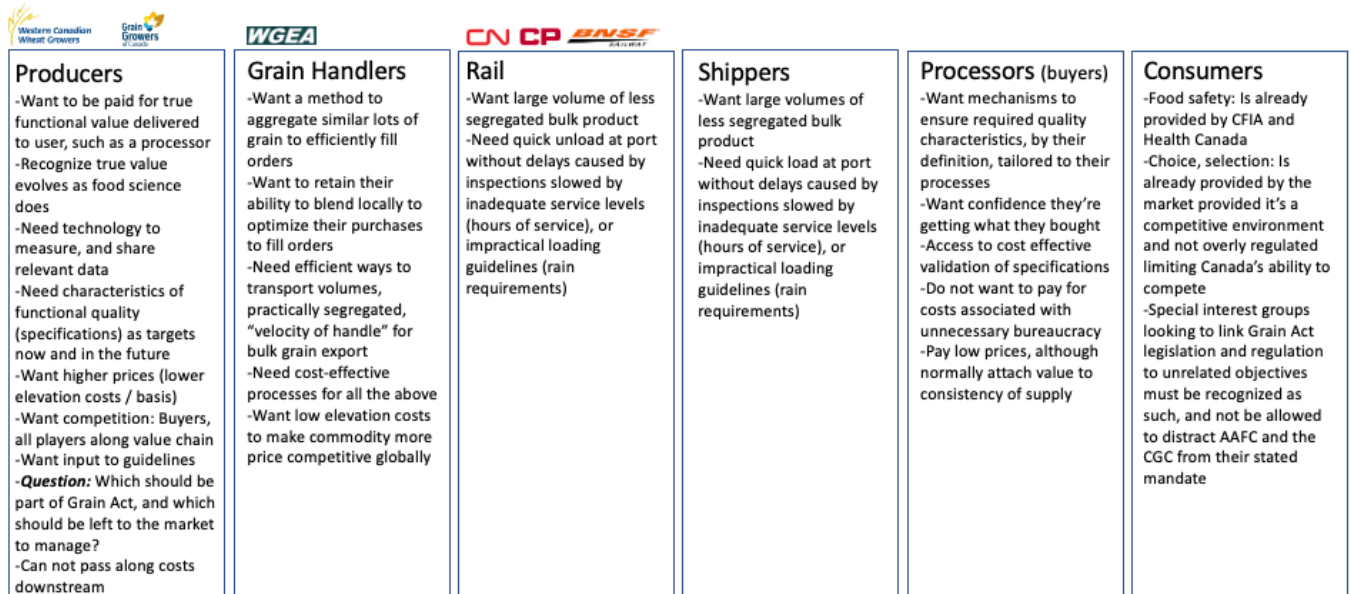 Western Canadian
Wheat Growers
Grain
Growers
of Canada
WGEA
CN CP BNSF
RAILWAY
Producers
-Want to be paid for true
functional value delivered
to user, such as a processor
-Recognize true value
evolves as food science
does
-Need technology to
measure, and share
relevant data
-Need characteristics of
functional quality
(specifications) as targets
now and in the future
-Want higher prices (lower
elevation costs / basis)
-Want competition: Buyers,
all players along value chain
-Want input to guidelines
-Question: Which should be
part of Grain Act, and which
should be left to the market
to manage?
-Can not pass along costs
downstream
Grain Handlers
-Want a method to
aggregate similar lots of
grain to efficiently fill
orders
-Want to retain their
ability to blend locally to
optimize their purchases
to fill orders
-Need efficient ways to
transport volumes,
practically segregated,
“velocity of handle” for
bulk grain export
-Need cost-effective
processes for all the above
-Want low elevation costs
to make commodity more
price competitive globally
Rail
-Want large volume of less
segregated bulk product
-Need quick unload at port
without delays caused by
inspections slowed by
inadequate service levels
(hours of service), or
impractical loading
guidelines (rain
requirements)
Shippers
-Want large volumes of
less segregated bulk
product
-Need quick load at port
without delays caused by
inspections slowed by
inadequate service levels
(hours of service), or
impractical loading
guidelines (rain
requirements)
Processors (buyers)
-Want mechanisms to
ensure required quality
characteristics, by their
definition, tailored to their
processes
-Want confidence they’re
getting what they bought
-Access to cost effective
validation of specifications
-Do not want to pay for
costs associated with
unnecessary bureaucracy
-Pay low prices, although
normally attach value to
consistency of supply
Consumers
-Food safety: Is already
provided by CFIA and
Health Canada
-Choice, selection: Is
already provided by the
market provided it’s a
competitive environment
and not overly regulated
limiting Canada’s ability to
compete
-Special interest groups
looking to link Grain Act
legislation and regulation
to unrelated objectives
must be recognized as
such, and not be allowed
to distract AAFC and the
CGC from their stated
mandate